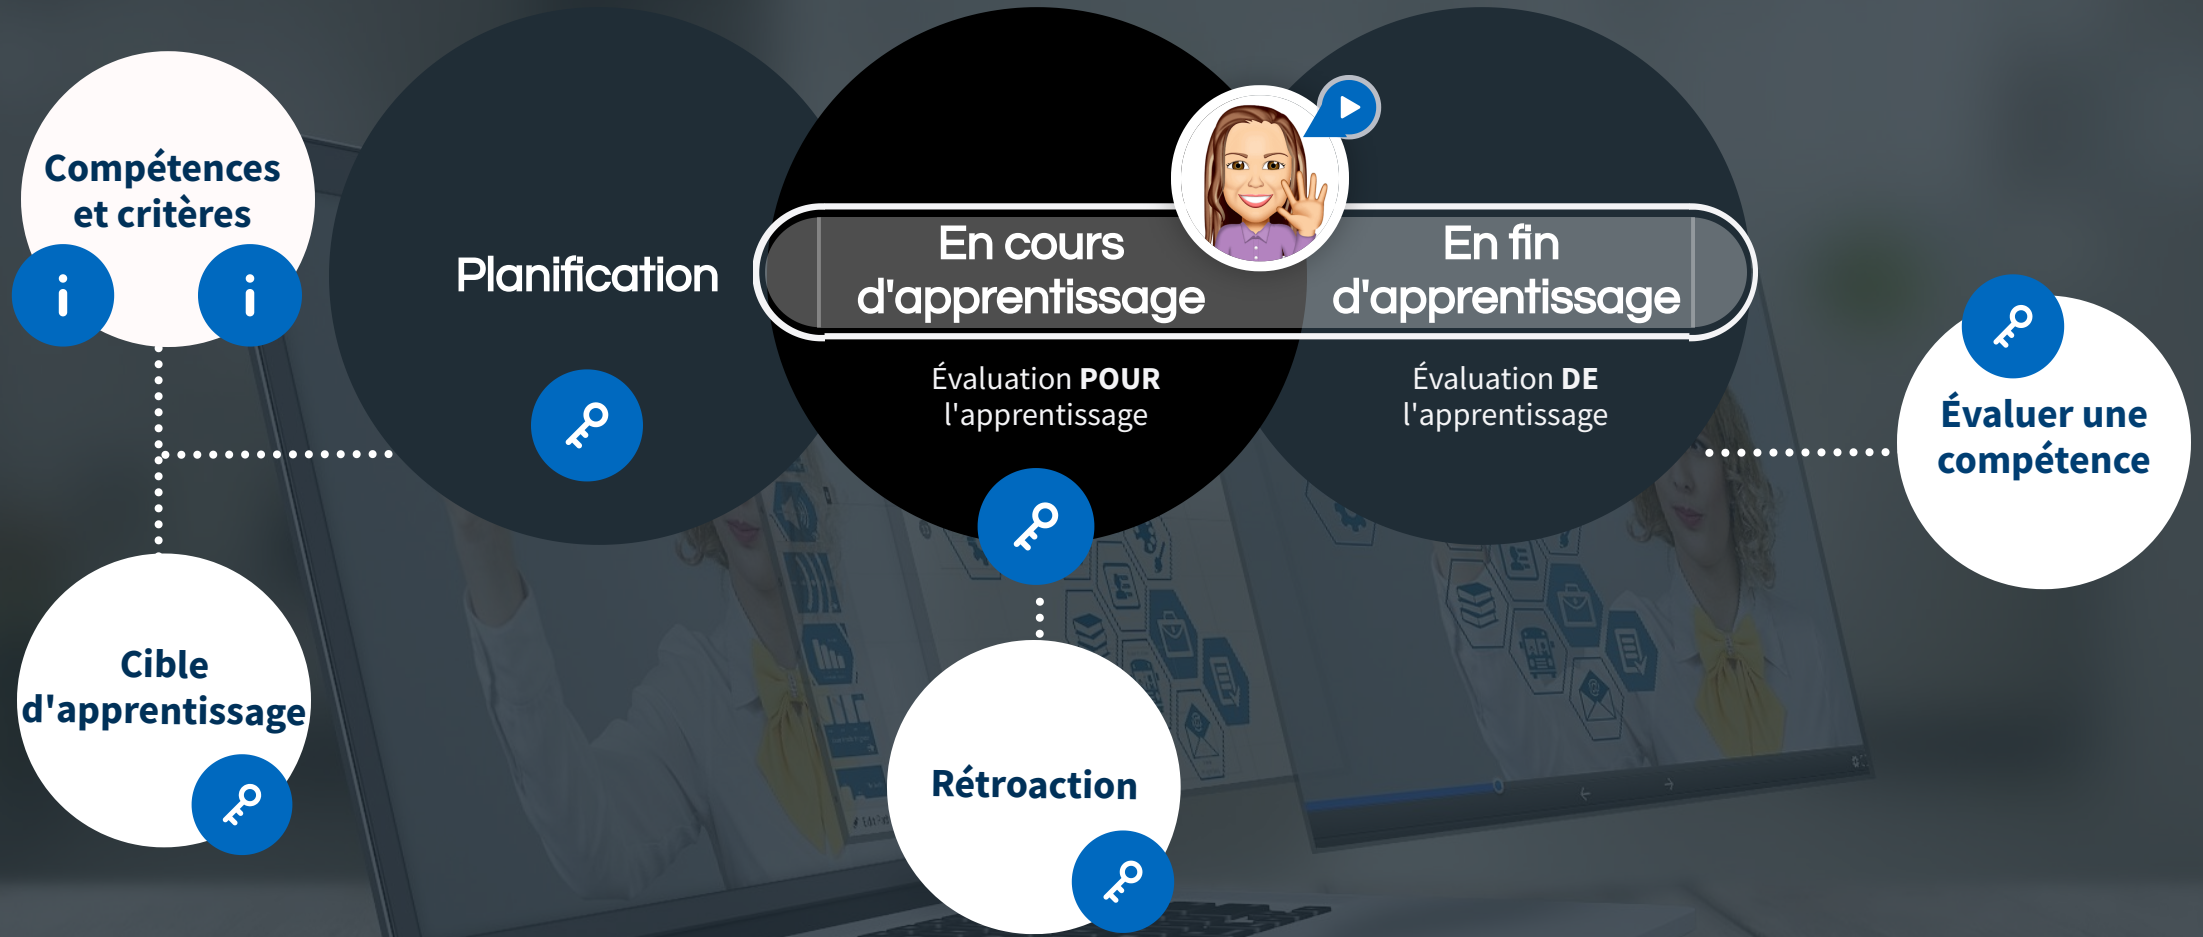 Compétences
et critères
Planification
En cours
d'apprentissage
Évaluation POUR
l'apprentissage
En fin
d'apprentissage
Évaluation DE
l'apprentissage
Évaluer une
compétence
Cible
d'apprentissage
Rétroaction